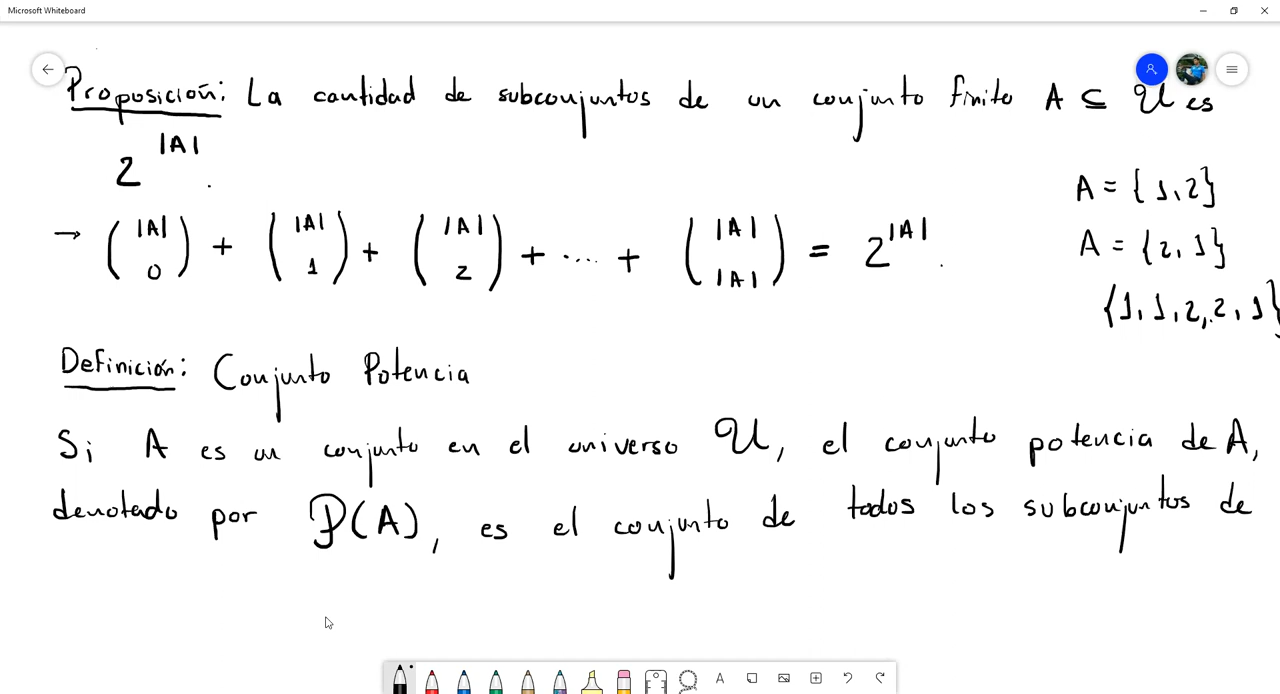 Microsoft Whiteboard
Proposición: La cantidad de subconjuntos de un conjunto finito A ⊆ 𝒰 es
2^|A|.
→ (|A| 0) + (|A| 1) + (|A| 2) + .... + (|A| |A|) = 2^|A|.
A = {1,2}
A = {2,1}
{1,1,2,2,1}
Definición: Conjunto Potencia
Si A es un conjunto en el universo 𝒰, el conjunto potencia de A,
denotado por 𝒫(A), es el conjunto de todos los subconjuntos de